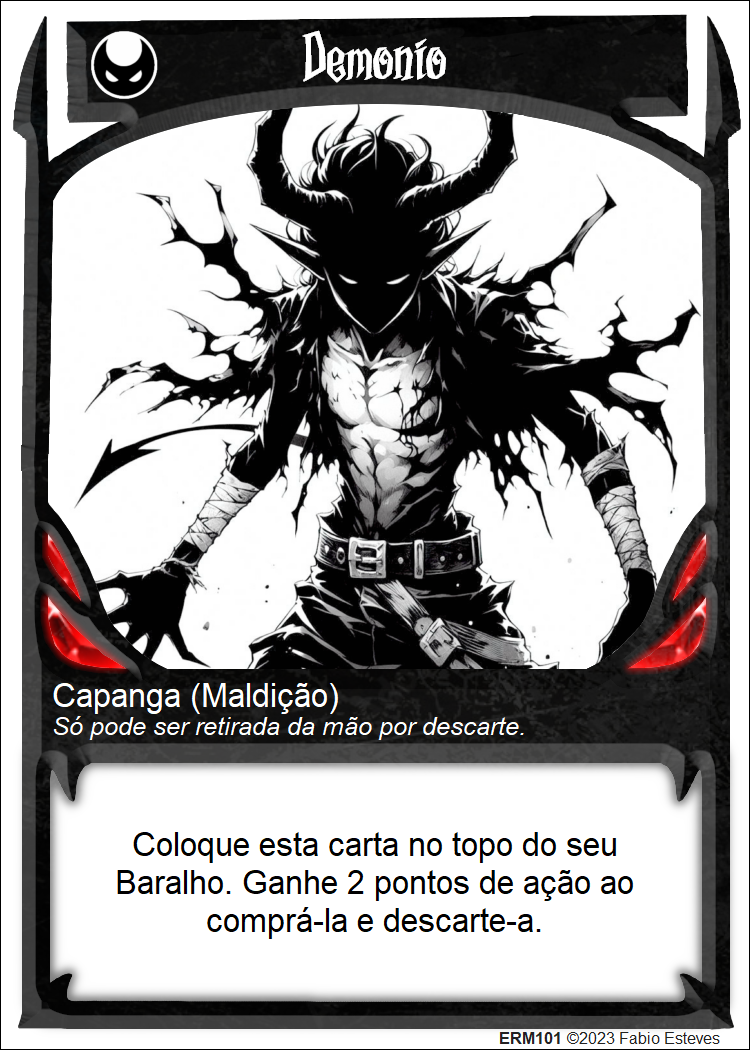 Demonio
Capanga (Maldição)
Só pode ser retirada da mão por descarte.
Coloque esta carta no topo do seu
Baralho. Ganhe 2 pontos de ação ao
comprá-la e descarte-a.
ERM101 ©2023 Fabio Esteves